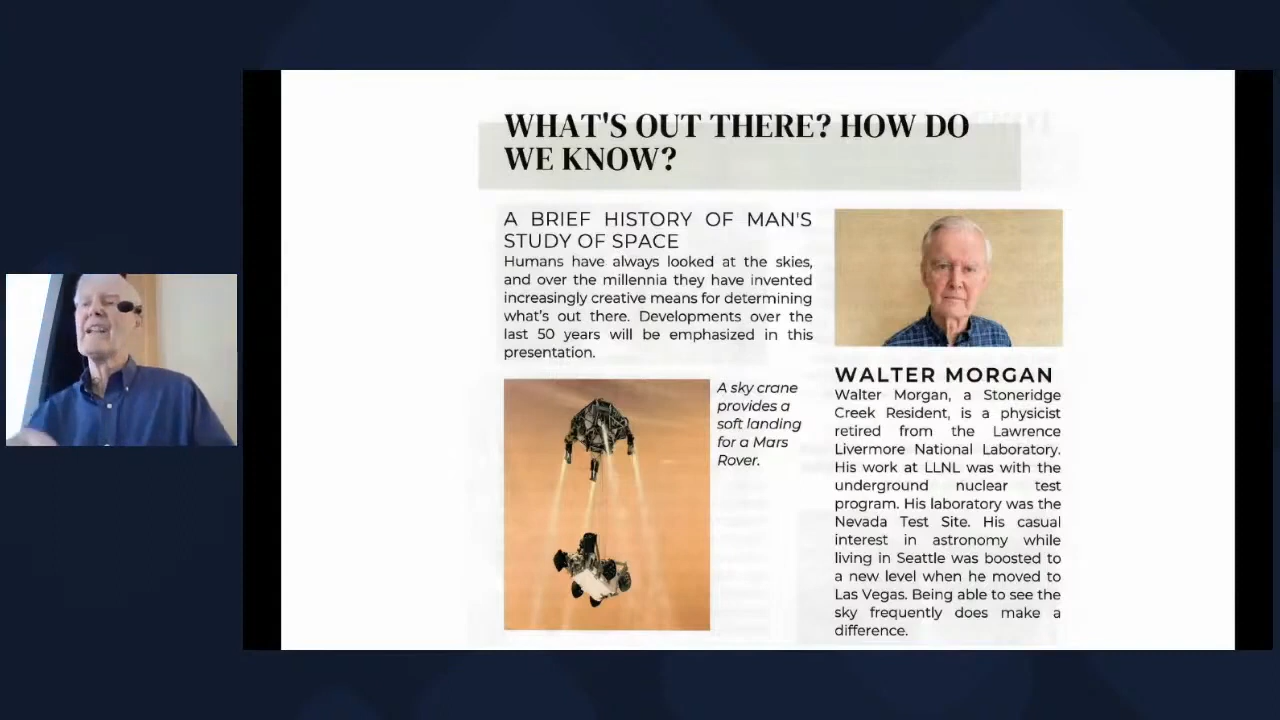 WHAT'S OUT THERE? HOW DO
WE KNOW?
A BRIEF HISTORY OF MAN'S
STUDY OF SPACE
Humans have always looked at the skies,
and over the millennia they have invented
increasingly creative means for determining
what's out there. Developments over the
last 50 years will be emphasized in this
presentation.
A sky crane
provides a
soft landing
for a Mars
Rover.
WALTER MORGAN
Walter Morgan, a Stoneridge
Creek Resident, is a physicist
retired from the Lawrence
Livermore National Laboratory.
His work at LLNL was with the
underground nuclear test
program. His laboratory was the
Nevada Test Site. His casual
interest in astronomy while
living in Seattle was boosted to
a new level when he moved to
Las Vegas. Being able to see the
sky frequently does make a
difference.